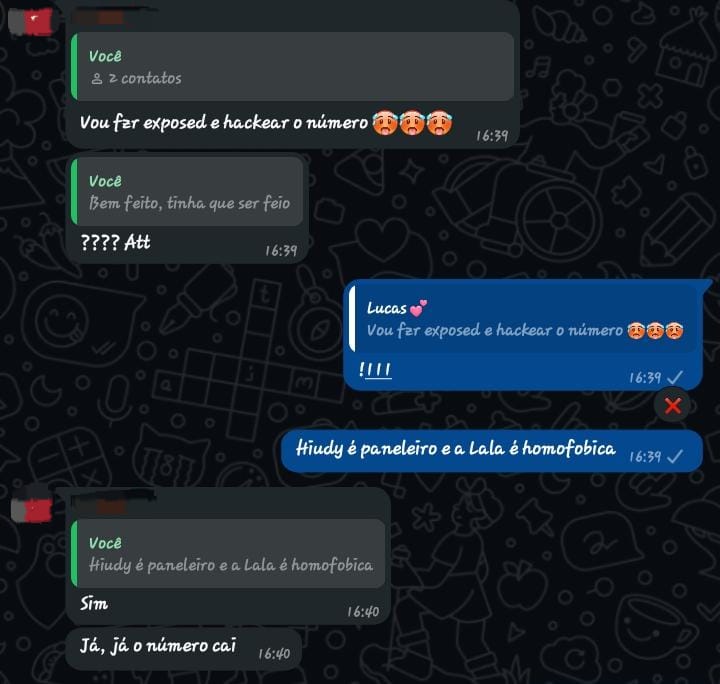 Você
2 contatos
Vou fzr exposed e hackear o número 🥵🥵🥵
16:39
Você
Bem feito, tinha que ser feio
???? Att
16:39
Lucas 💕
Vou fzr exposed e hackear o número 🥵🥵🥵
!111
16:39
Hiudy é paneleiro e a Lala é homofobica
16:39
Você
Hiudy é paneleiro e a Lala é homofobica
Sim
16:40
Já, já o número cai
16:40